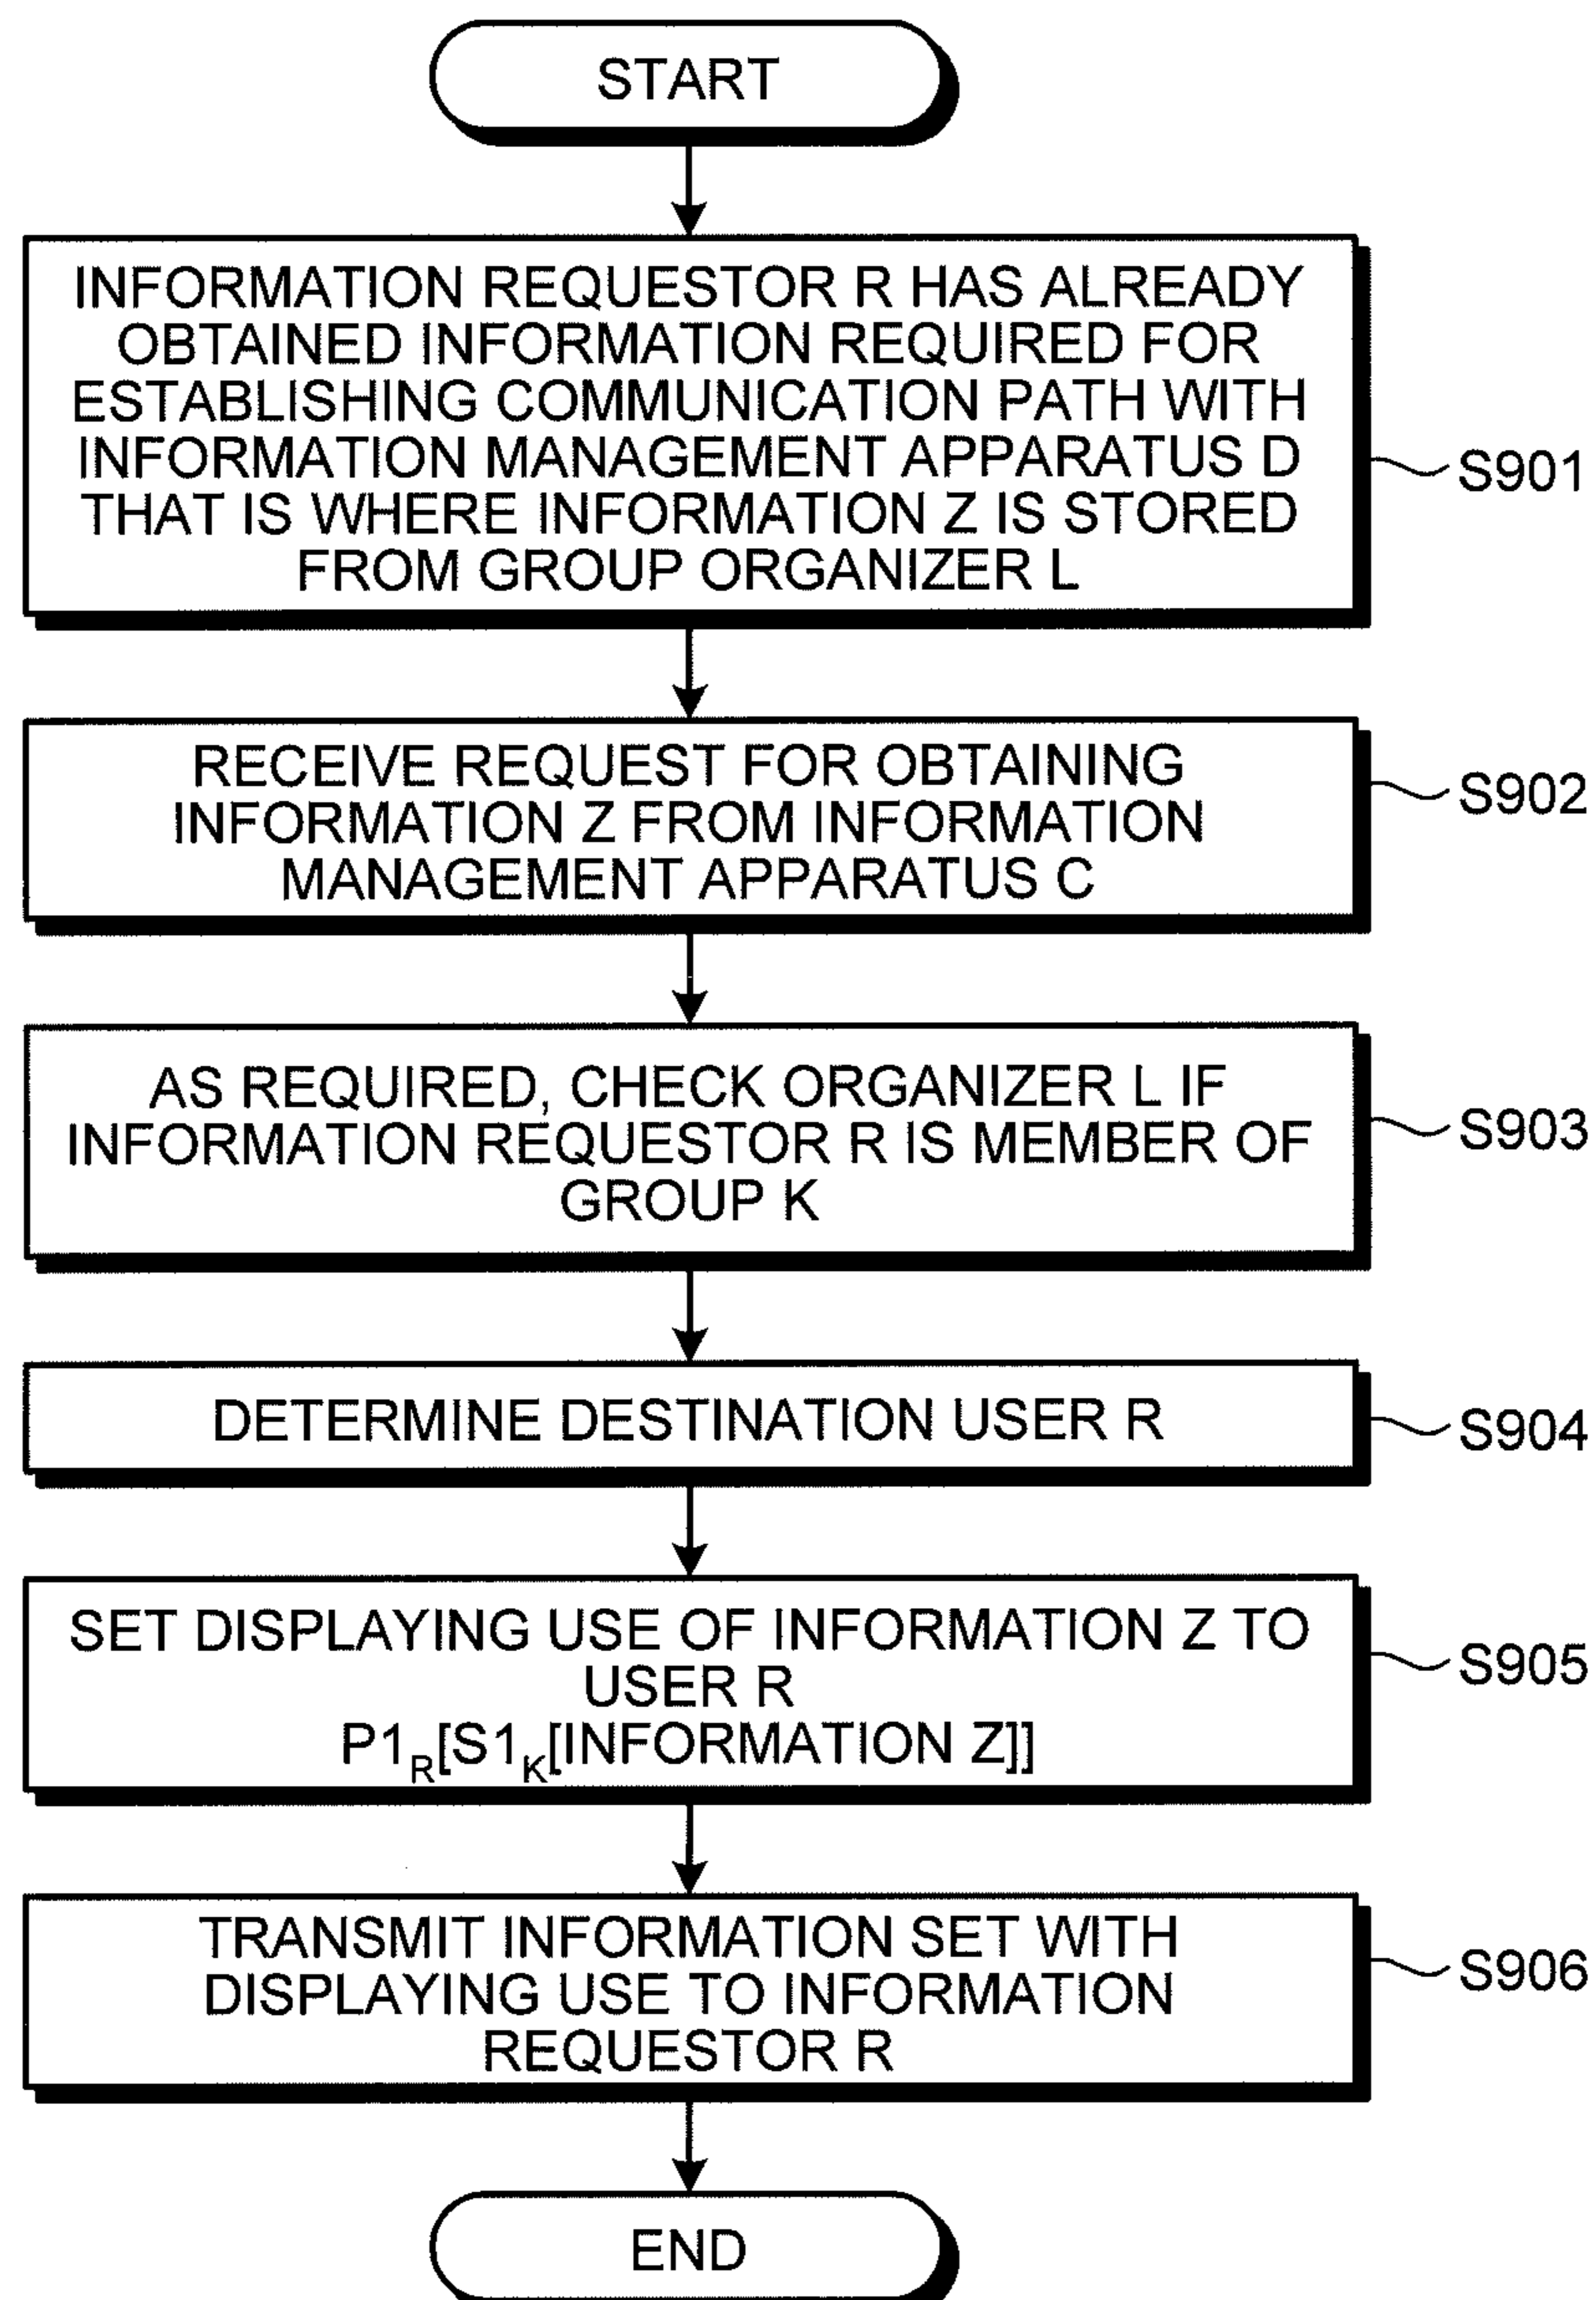 START
INFORMATION REQUESTOR R HAS ALREADY
OBTAINED INFORMATION REQUIRED FOR
ESTABLISHING COMMUNICATION PATH WITH
INFORMATION MANAGEMENT APPARATUS D
THAT IS WHERE INFORMATION Z IS STORED
FROM GROUP ORGANIZER L
S901
RECEIVE REQUEST FOR OBTAINING
INFORMATION Z FROM INFORMATION
MANAGEMENT APPARATUS C
S902
AS REQUIRED, CHECK ORGANIZER L IF
INFORMATION REQUESTOR R IS MEMBER OF
GROUP K
S903
DETERMINE DESTINATION USER R
S904
SET DISPLAYING USE OF INFORMATION Z TO
USER R
P1R[S1K[INFORMATION Z]]
S905
TRANSMIT INFORMATION SET WITH
DISPLAYING USE TO INFORMATION
REQUESTOR R
S906
END